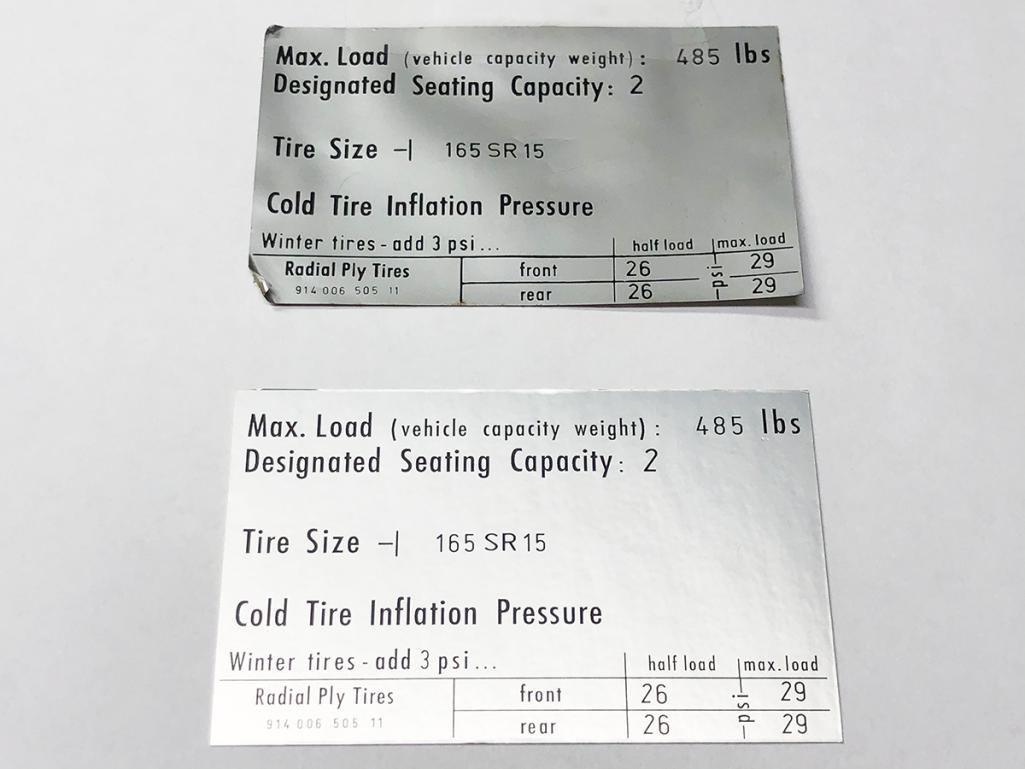 Max. Load (vehicle capacity weight) : 485 lbs
Designated Seating Capacity: 2
Tire Size –| 165 SR 15
Cold Tire Inflation Pressure
Winter tires - add 3 psi... half load max. load
Radial Ply Tires front 26 –psi– 29
914 006 505 11 rear 26 29
Max. Load (vehicle capacity weight) : 485 lbs
Designated Seating Capacity: 2
Tire Size –| 165 SR 15
Cold Tire Inflation Pressure
Winter tires - add 3 psi... half load max. load
Radial Ply Tires front 26 –psi– 29
914 006 505 11 rear 26 29